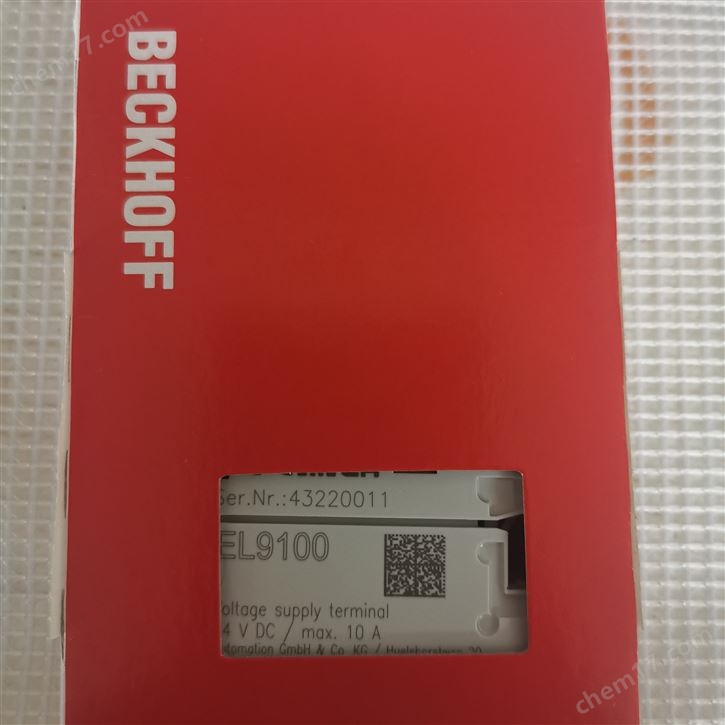 chem17.com
BECKHOFF
Ser.Nr.:43220011
EL9100
oltage supply terminal
4 V DC / max. 10 A
utomation GmbH & Co. KG /
chem17.com